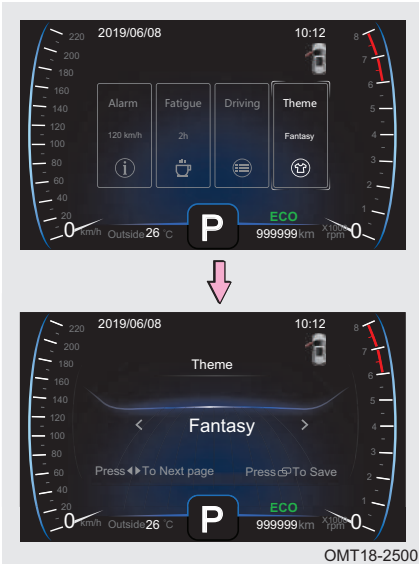 2019/06/08 10:12
220 8
200 7
180
160 6
140 5
120 4
100
80 3
60 2
40
20 1
0 0
Alarm Fatigue Driving Theme
120 km/h 2h Fantasy
ECO
km/h Outside 26 °C P 999999 km X1000 rpm
2019/06/08 10:12
220 8
200 7
180
160 6
140 5
120 4
100
80 3
60 2
40
20 1
0 0
Theme
< Fantasy >
Press◀▶To Next page Press To Save
ECO
km/h Outside 26 °C P 999999 km X1000 rpm
OMT18-2500